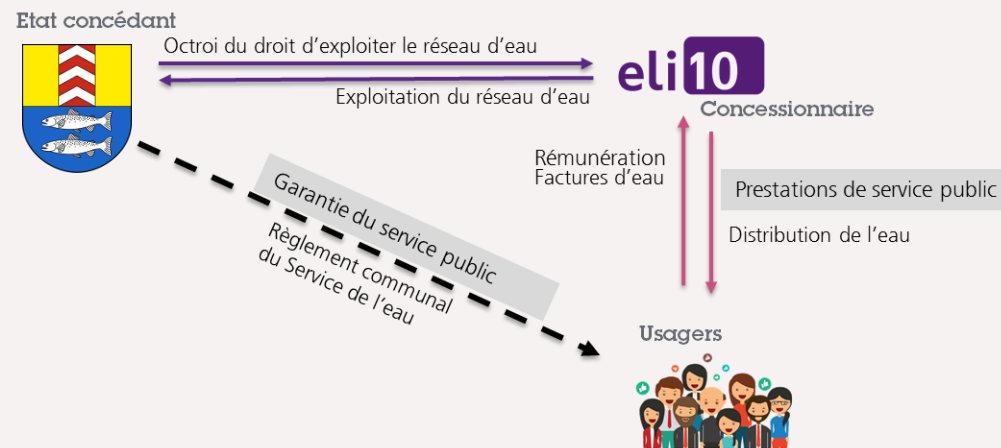 Etat concédant
Octroi du droit d’exploiter le réseau d’eau
Exploitation du réseau d’eau
eli10
Concessionnaire
Rémunération
Factures d’eau
Prestations de service public
Distribution de l’eau
Garantie du service public
Règlement communal
du Service de l’eau
Usagers